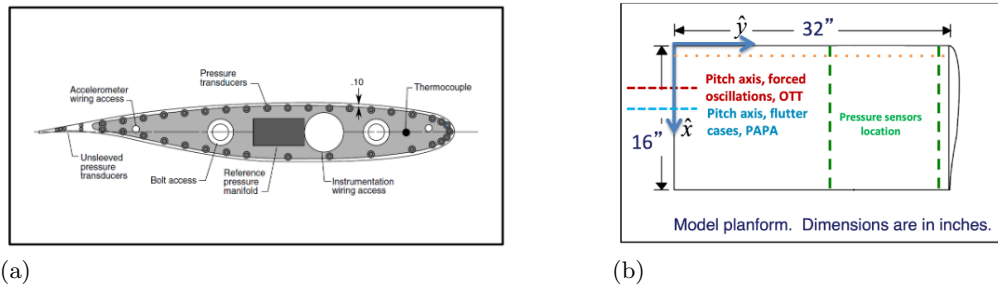 Pressure
transducers
.10
Thermocouple
Accelerometer
wiring access
Unsleeved
pressure
transducers
Bolt access
Reference
pressure
manifold
Instrumentation
wiring access
(a)
ŷ
32”
Pitch axis, forced
oscillations, OTT
Pitch axis, flutter
cases, PAPA
Pressure sensors
location
x̂
16”
Model planform. Dimensions are in inches.
(b)